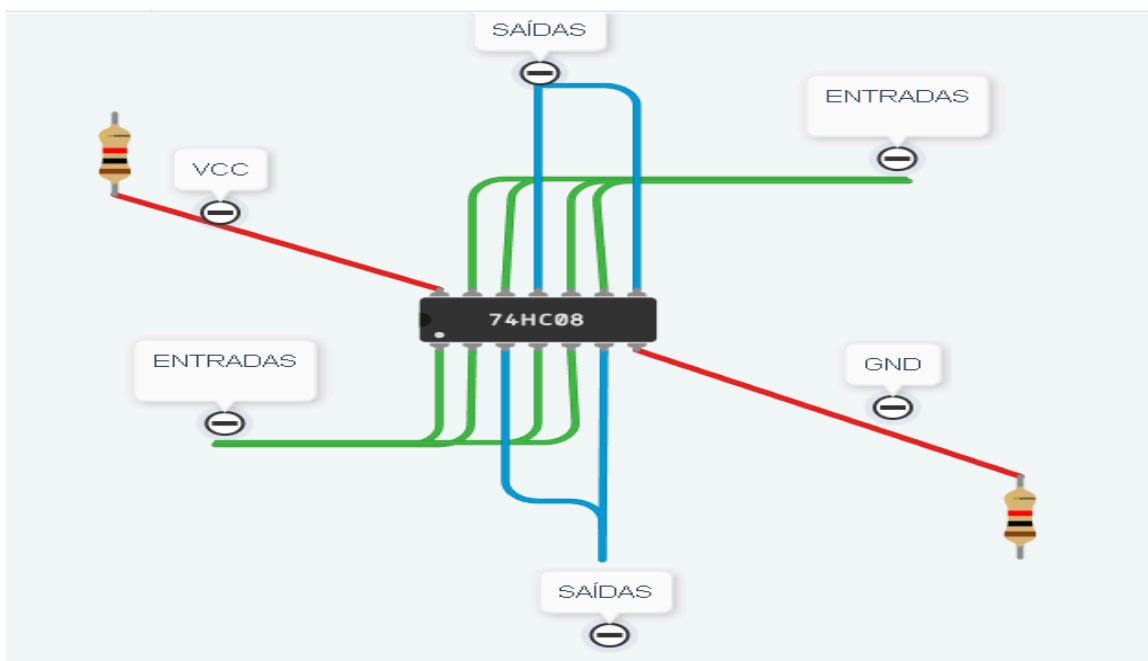 SAÍDAS
ENTRADAS
VCC
74HC08
ENTRADAS
GND
SAÍDAS